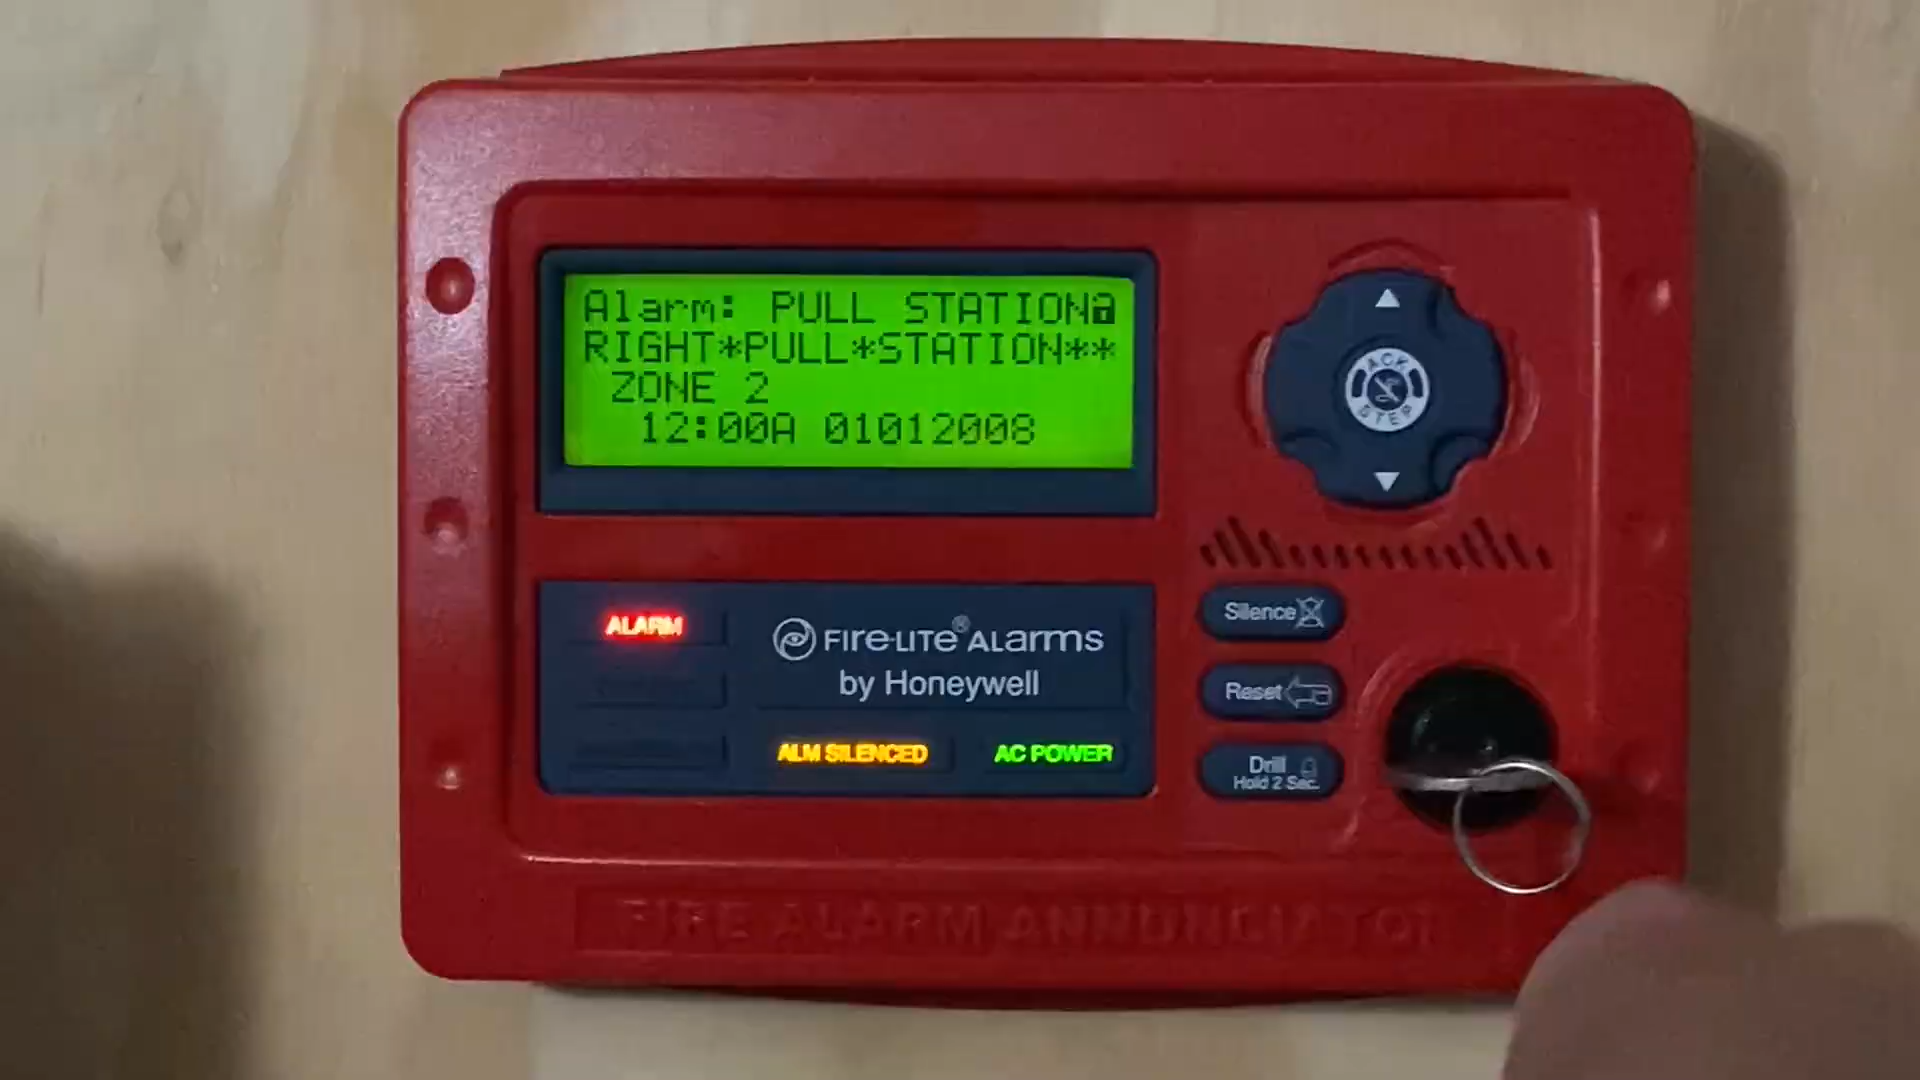 Alarm: PULL STATION
RIGHT*PULL*STATION**
ZONE 2
12:00A 01012008
ACK
STEP
ALARM
FIRE-LITE® ALARMS
by Honeywell
ALM SILENCED
AC POWER
Silence
Reset
Drill
Hold 2 Sec.
FIRE ALARM ANNUNCIATOR